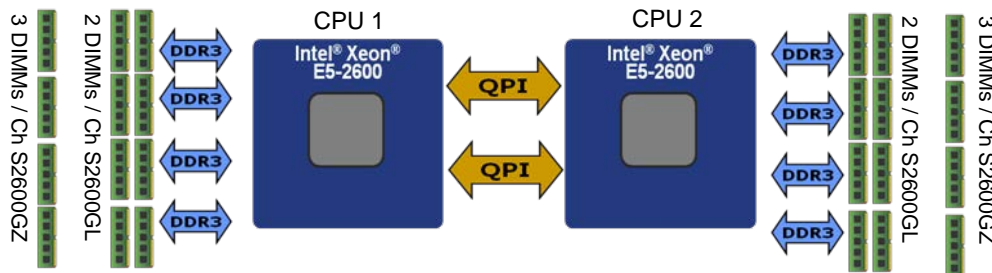 3 DIMMs / Ch S2600GZ
2 DIMMs / Ch S2600GL
DDR3
DDR3
DDR3
DDR3
CPU 1
Intel® Xeon®
E5-2600
QPI
QPI
CPU 2
Intel® Xeon®
E5-2600
DDR3
DDR3
DDR3
DDR3
2 DIMMs / Ch S2600GL
3 DIMMs / Ch S2600GZ